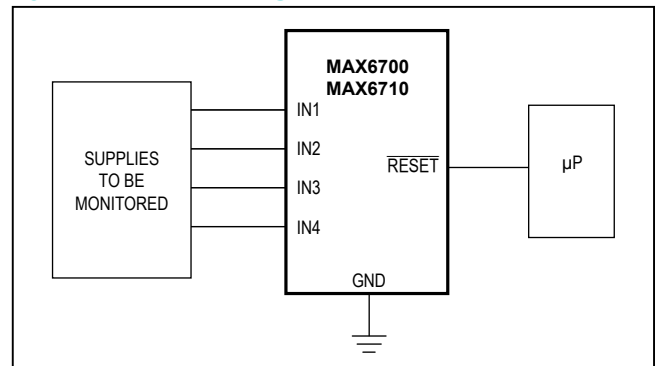 MAX6700
MAX6710
IN1
IN2
IN3
IN4
SUPPLIES
TO BE
MONITORED
RESET
µP
GND